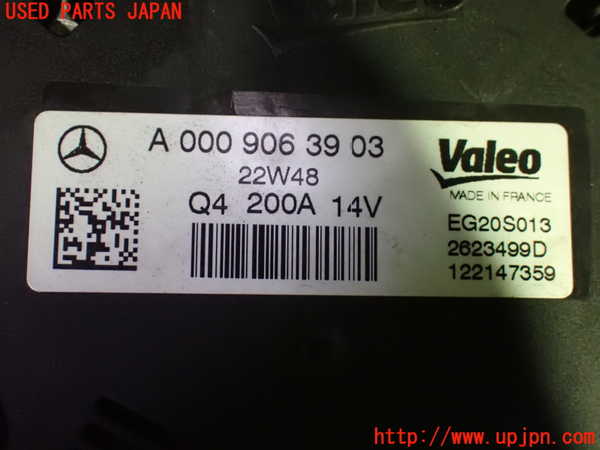 USED PARTS JAPAN
Valeo
A 000 906 39 03
22W48
Q4 200A 14V
Valeo
MADE IN FRANCE
EG20S013
2623499D
122147359
http://www.upjpn.com